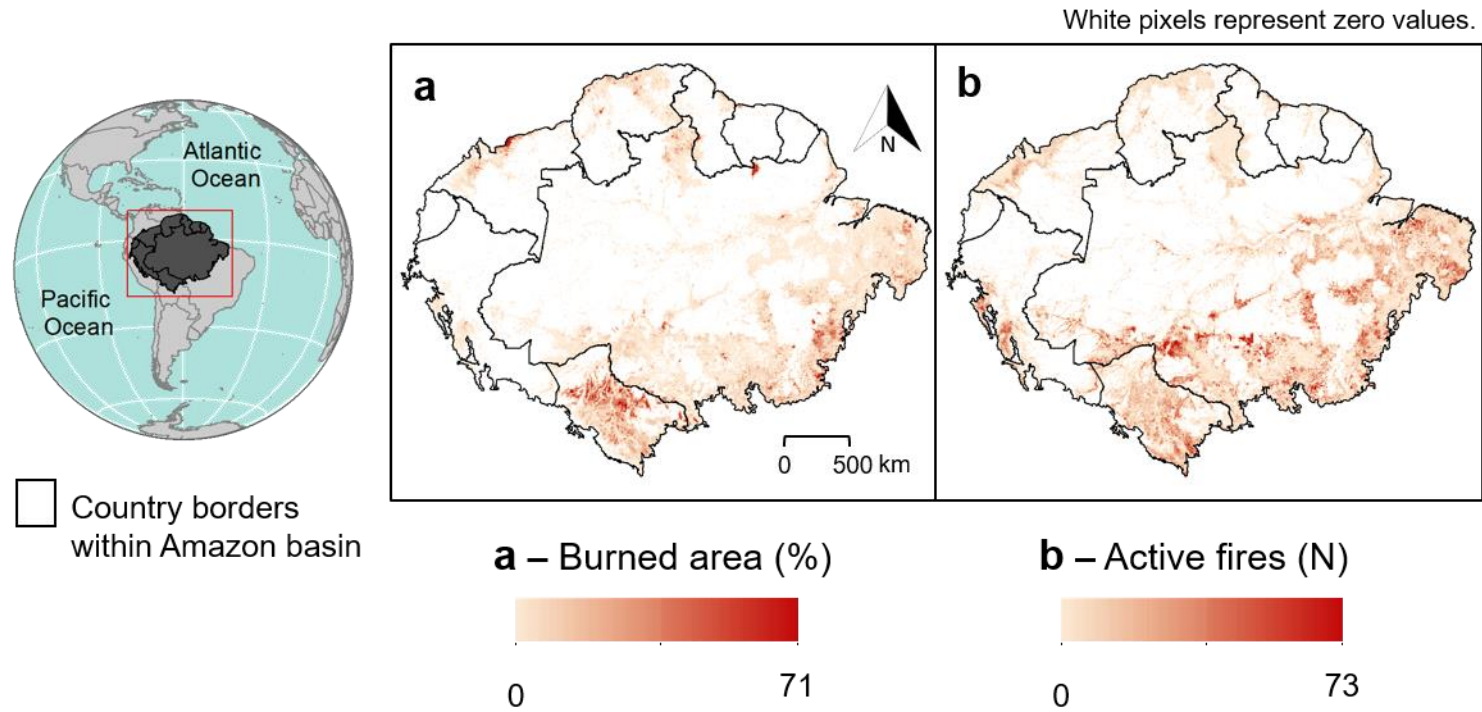 White pixels represent zero values.
a
b
N
Atlantic
Ocean
Pacific
Ocean
0 500 km
Country borders
within Amazon basin
a – Burned area (%)
b – Active fires (N)
0
71
0
73